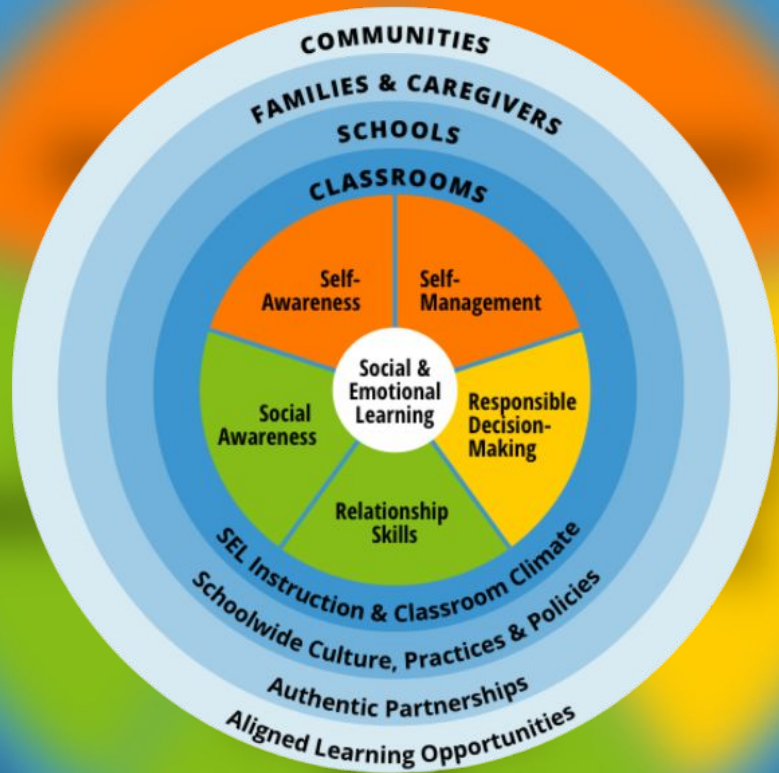 COMMUNITIES
FAMILIES & CAREGIVERS
SCHOOLS
CLASSROOMS
Self-
Awareness
Self-
Management
Social &
Emotional
Learning
Social
Awareness
Responsible
Decision-
Making
Relationship
Skills
SEL Instruction & Classroom Climate
Schoolwide Culture, Practices & Policies
Authentic Partnerships
Aligned Learning Opportunities